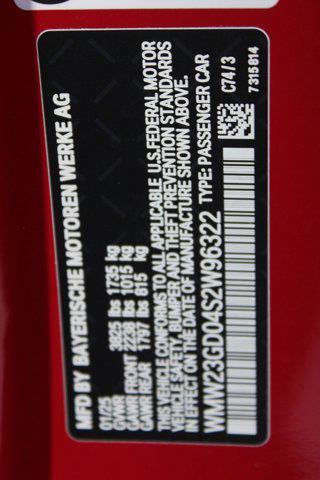 MFD BY BAYERISCHE MOTOREN WERKE AG
01/25
GVWR 3825 lbs 1735 kg
GAWR FRONT 2238 lbs 1015 kg
GAWR REAR 1797 lbs 815 kg
THIS VEHICLE CONFORMS TO ALL APPLICABLE U.S. FEDERAL MOTOR
VEHICLE SAFETY, BUMPER AND THEFT PREVENTION STANDARDS
IN EFFECT ON THE DATE OF MANUFACTURE SHOWN ABOVE.
WMW23GD04S2W96322 TYPE: PASSENGER CAR
C74/3
7315814